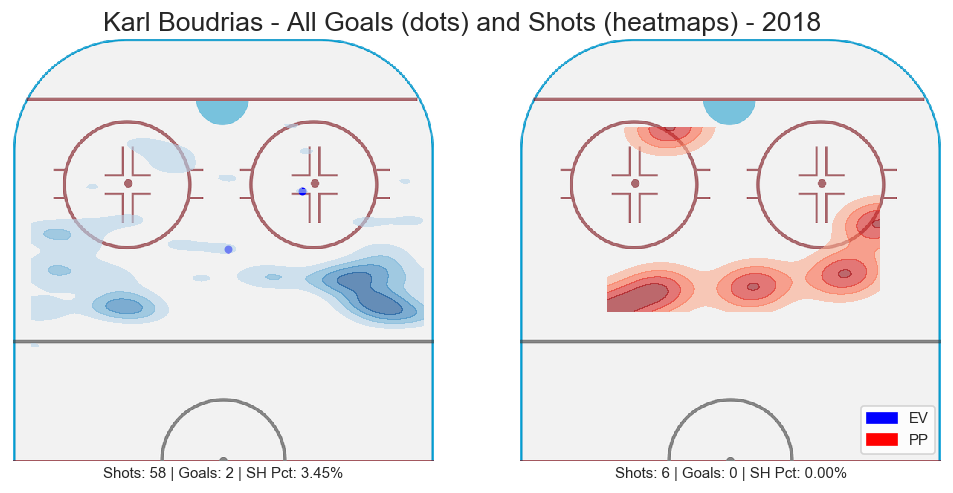 Karl Boudrias - All Goals (dots) and Shots (heatmaps) - 2018
EV
PP
Shots: 58 | Goals: 2 | SH Pct: 3.45%
Shots: 6 | Goals: 0 | SH Pct: 0.00%